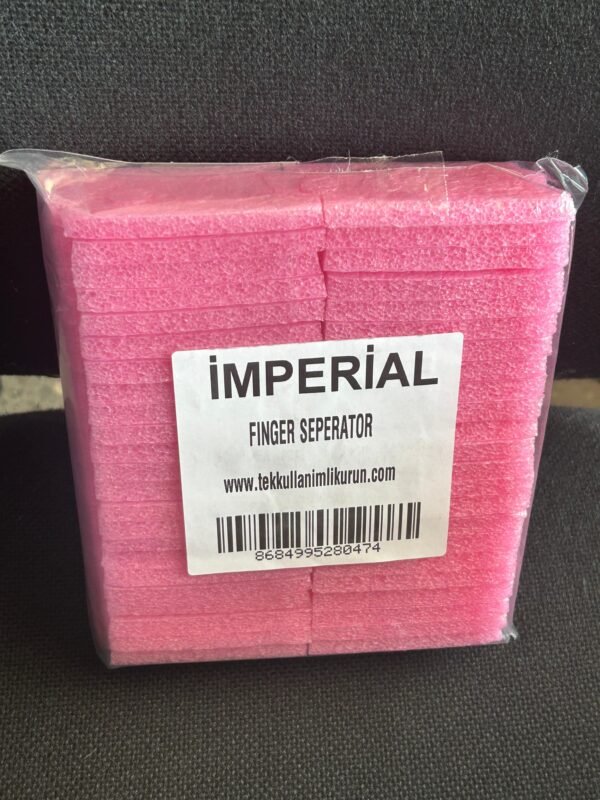 İMPERİAL
FINGER SEPERATOR
www.tekkullanimlikurun.com
8684995280474